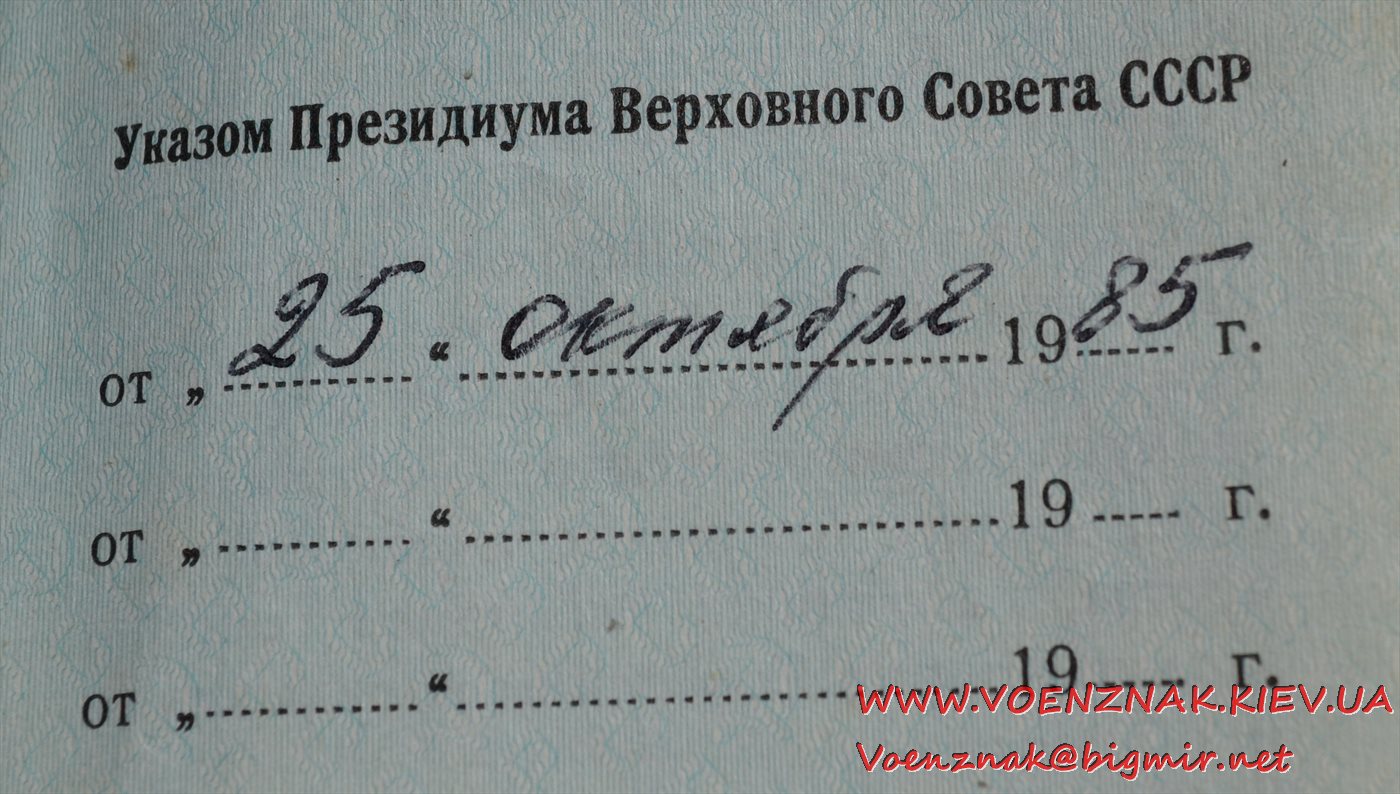 Указом Президиума Верховного Совета СССР
от „ 25 “ октября 1985 г.
от „ “ 19 г.
от „ “ 19 г.
WWW.VOENZNAK.KIEV.UA
Voenznak@bigmir.net